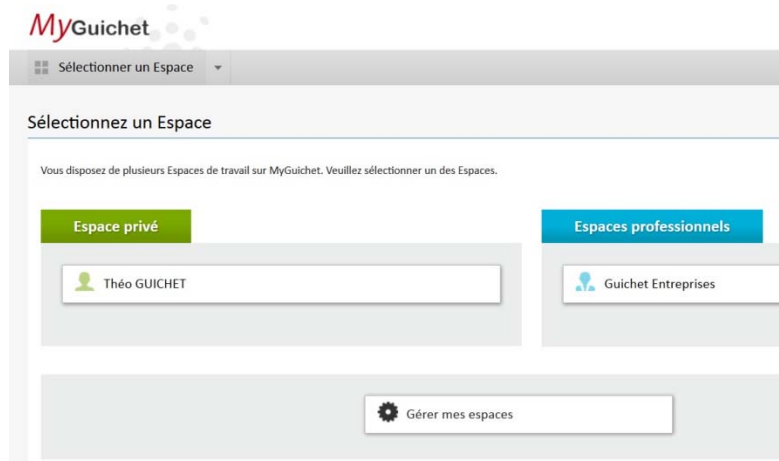 MyGuichet
Sélectionner un Espace
Sélectionnez un Espace
Vous disposez de plusieurs Espaces de travail sur MyGuichet. Veuillez sélectionner un des Espaces.
Espace privé
Espaces professionnels
Théo GUICHET
Guichet Entreprises
Gérer mes espaces